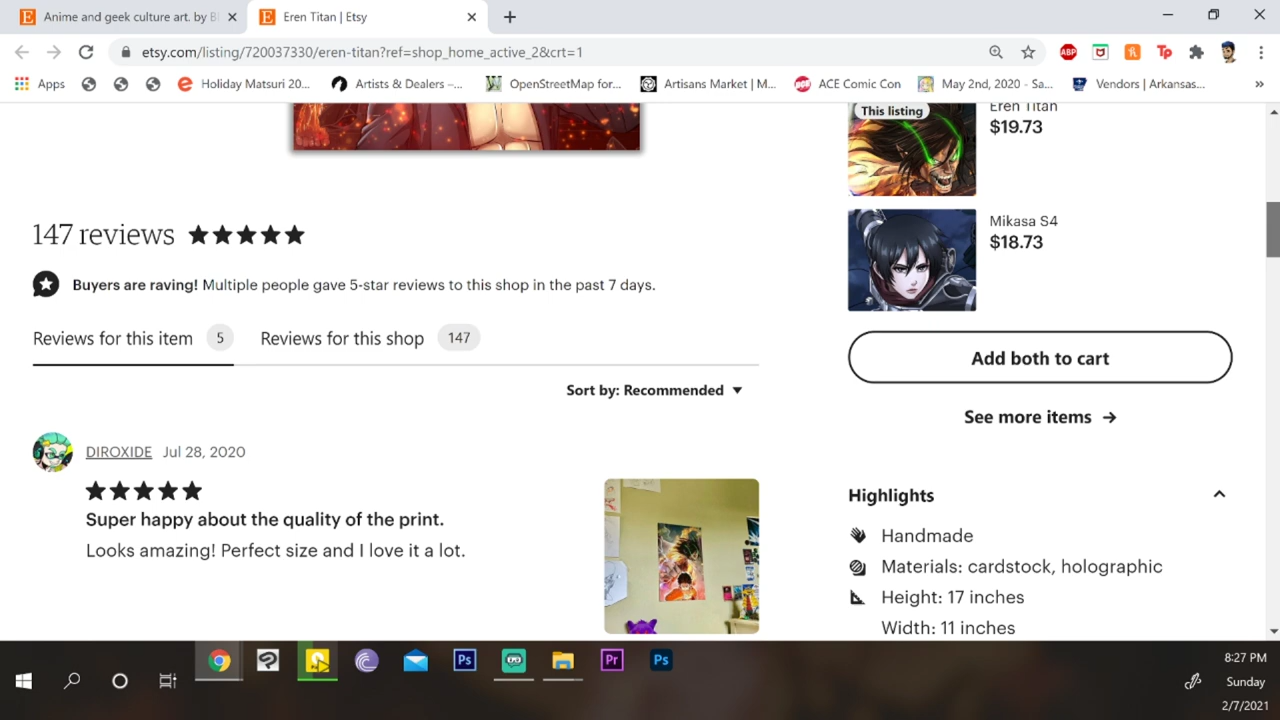 Anime and geek culture art. by B
Eren Titan | Etsy
etsy.com/listing/720037330/eren-titan?ref=shop_home_active_2&crt=1
ABP
Tp
Apps
Holiday Matsuri 20...
Artists & Dealers –...
OpenStreetMap for...
Artisans Market | M...
ACE Comic Con
May 2nd, 2020 - Sa...
Vendors | Arkansas...
»
This listing
Eren Titan
$19.73
Mikasa S4
$18.73
Add both to cart
See more items →
147 reviews ★★★★★
Buyers are raving! Multiple people gave 5-star reviews to this shop in the past 7 days.
Reviews for this item 5
Reviews for this shop 147
Sort by: Recommended
DIROXIDE Jul 28, 2020
★★★★★
Super happy about the quality of the print.
Looks amazing! Perfect size and I love it a lot.
Highlights
Handmade
Materials: cardstock, holographic
Height: 17 inches
Width: 11 inches
Ps
Pr
Ps
8:27 PM
Sunday
2/7/2021